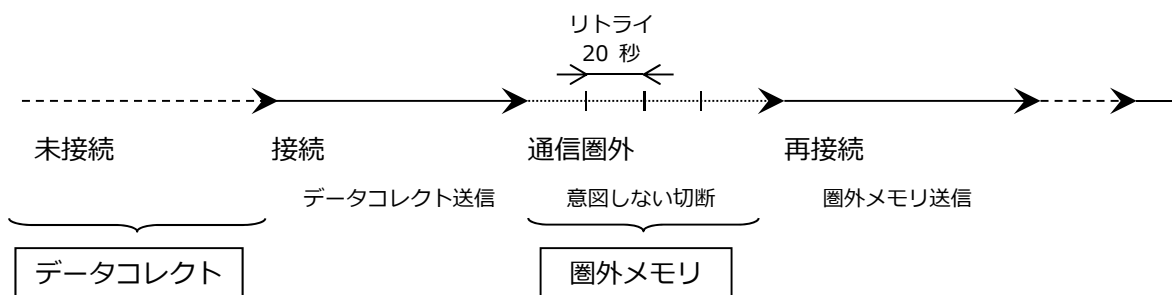 リトライ
20 秒
未接続
接続
通信圏外
再接続
データコレクト送信
意図しない切断
圏外メモリ送信
データコレクト
圏外メモリ